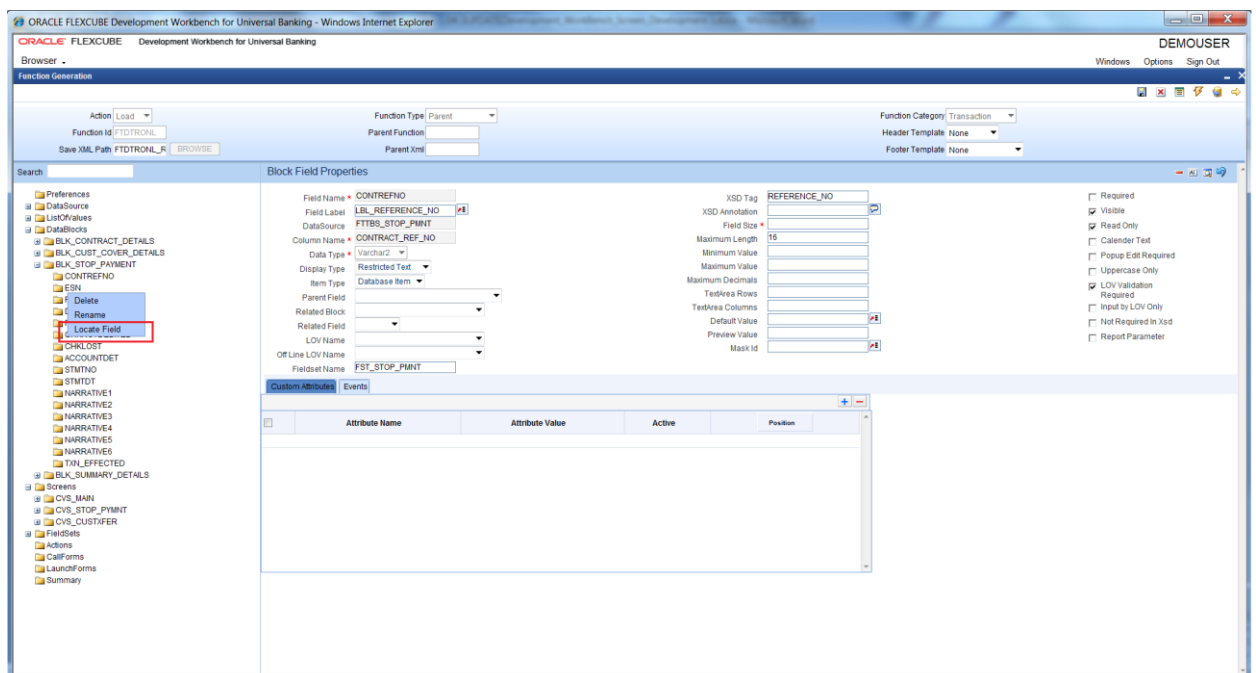 ORACLE FLEXCUBE Development Workbench for Universal Banking - Windows Internet Explorer
ORACLE FLEXCUBE Development Workbench for Universal Banking
DEMOUSER
Browser
Windows Options Sign Out
Function Generation
Action Load
Function Type Parent
Function Category Transaction
Function Id FTDTRONL
Parent Function
Header Template None
Save XML Path FTDTRONL_R BROWSE
Parent Xml
Footer Template None
Search
Block Field Properties
Preferences
DataSource
ListOfValues
DataBlocks
BLK_CONTRACT_DETAILS
BLK_CUST_COVER_DETAILS
BLK_STOP_PAYMENT
CONTREFNO
ESN
Delete
Rename
Locate Field
CHKLOST
ACCOUNTDET
STMTNO
STMTDT
NARRATIVE1
NARRATIVE2
NARRATIVE3
NARRATIVE4
NARRATIVE5
NARRATIVE6
TXN_EFFECTED
BLK_SUMMARY_DETAILS
Screens
CVS_MAIN
CVS_STOP_PYMNT
CVS_CUSTXFER
FieldSets
Actions
CallForms
LaunchForms
Summary
Field Name * CONTREFNO
Field Label LBL_REFERENCE_NO
DataSource FTTBS_STOP_PMNT
Column Name * CONTRACT_REF_NO
Data Type * Varchar2
Display Type Restricted Text
Item Type Database Item
Parent Field
Related Block
Related Field
LOV Name
Off Line LOV Name
Fieldset Name FST_STOP_PMNT
XSD Tag REFERENCE_NO
XSD Annotation
Field Size *
Maximum Length 16
Minimum Value
Maximum Value
Maximum Decimals
TextArea Rows
TextArea Columns
Default Value
Preview Value
Mask Id
Required
Visible
Read Only
Calender Text
Popup Edit Required
Uppercase Only
LOV Validation
Required
Input by LOV Only
Not Required In Xsd
Report Parameter
Custom Attributes Events
Attribute Name Attribute Value Active Position